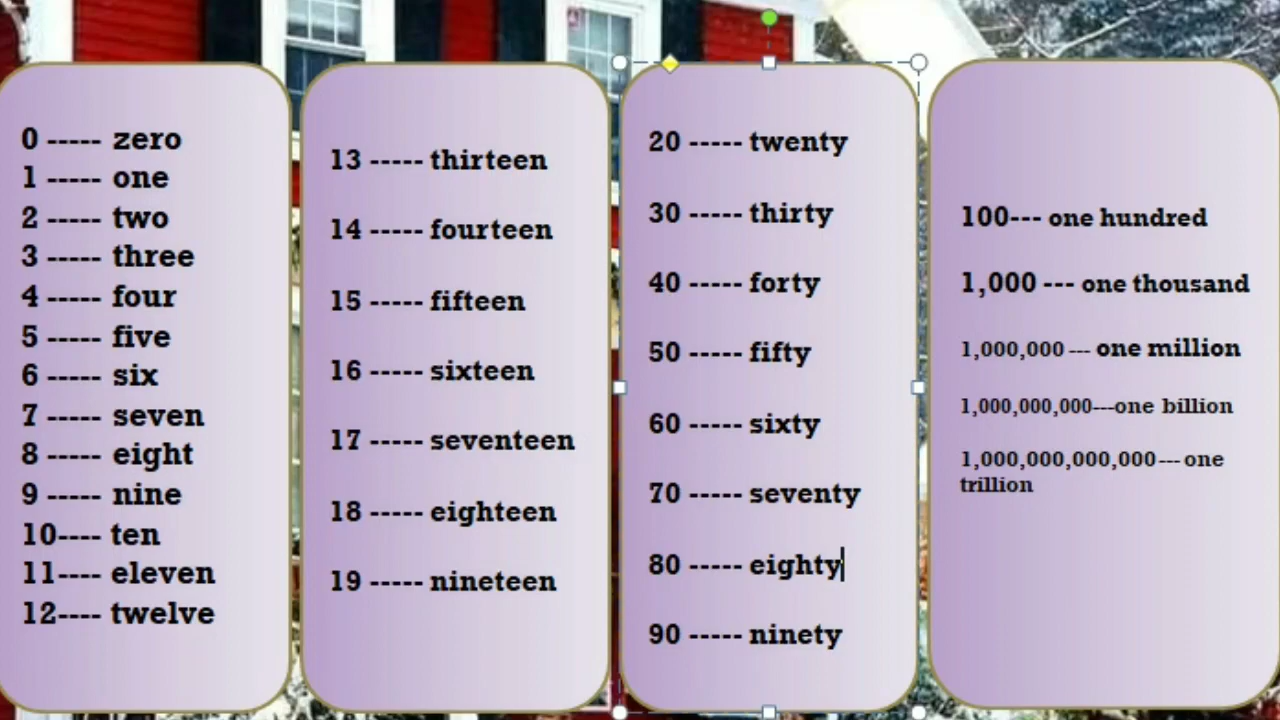 0 ----- zero
1 ----- one
2 ----- two
3 ----- three
4 ----- four
5 ----- five
6 ----- six
7 ----- seven
8 ----- eight
9 ----- nine
10---- ten
11---- eleven
12---- twelve
13 ----- thirteen
14 ----- fourteen
15 ----- fifteen
16 ----- sixteen
17 ----- seventeen
18 ----- eighteen
19 ----- nineteen
20 ----- twenty
30 ----- thirty
40 ----- forty
50 ----- fifty
60 ----- sixty
70 ----- seventy
80 ----- eighty
90 ----- ninety
100--- one hundred
1,000 --- one thousand
1,000,000 --- one million
1,000,000,000---one billion
1,000,000,000,000--- one
trillion